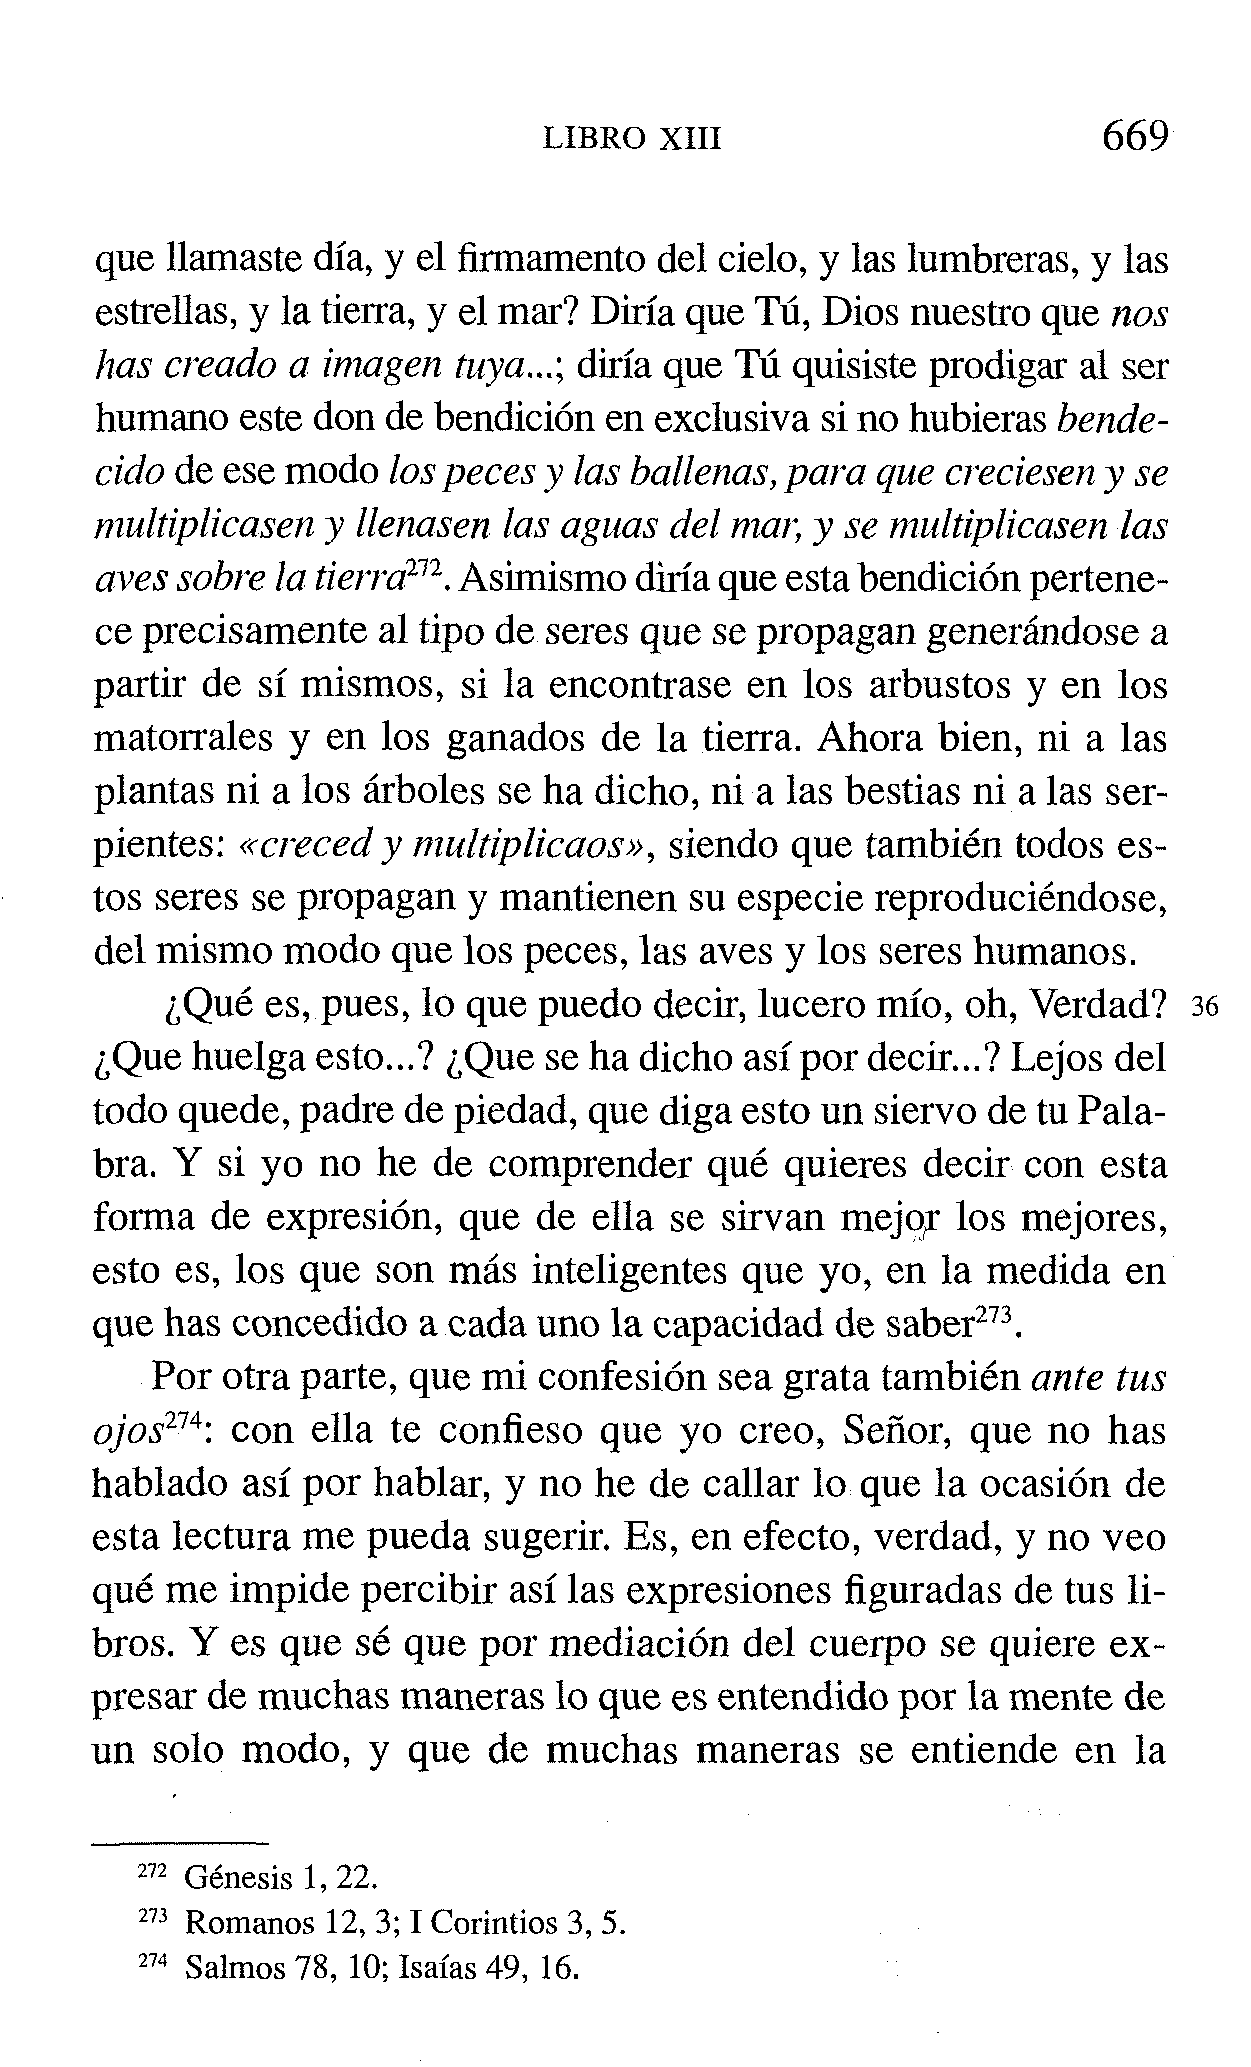 LIBRO XIII 669
que llamaste día, y el firmamento del cielo, y las lumbreras, y las
estrellas, y la tierra, y el mar? Diría que Tú, Dios nuestro que nos
has creado a imagen tuya...; diría que Tú quisiste prodigar al ser
humano este don de bendición en exclusiva si no hubieras bende-
cido de ese modo los peces y las ballenas, para que creciesen y se
multiplicasen y llenasen las aguas del mar, y se multiplicasen las
aves sobre la tierra²⁷². Asimismo diría que esta bendición pertene-
ce precisamente al tipo de seres que se propagan generándose a
partir de sí mismos, si la encontrase en los arbustos y en los
matorrales y en los ganados de la tierra. Ahora bien, ni a las
plantas ni a los árboles se ha dicho, ni a las bestias ni a las ser-
pientes: «creced y multiplicaos», siendo que también todos es-
tos seres se propagan y mantienen su especie reproduciéndose,
del mismo modo que los peces, las aves y los seres humanos.
¿Qué es, pues, lo que puedo decir, lucero mío, oh, Verdad? 36
¿Que huelga esto...? ¿Que se ha dicho así por decir...? Lejos del
todo quede, padre de piedad, que diga esto un siervo de tu Pala-
bra. Y si yo no he de comprender qué quieres decir con esta
forma de expresión, que de ella se sirvan mejor los mejores,
esto es, los que son más inteligentes que yo, en la medida en
que has concedido a cada uno la capacidad de saber²⁷³.
Por otra parte, que mi confesión sea grata también ante tus
ojos²⁷⁴: con ella te confieso que yo creo, Señor, que no has
hablado así por hablar, y no he de callar lo que la ocasión de
esta lectura me pueda sugerir. Es, en efecto, verdad, y no veo
qué me impide percibir así las expresiones figuradas de tus li-
bros. Y es que sé que por mediación del cuerpo se quiere ex-
presar de muchas maneras lo que es entendido por la mente de
un solo modo, y que de muchas maneras se entiende en la
²⁷² Génesis 1, 22.
²⁷³ Romanos 12, 3; I Corintios 3, 5.
²⁷⁴ Salmos 78, 10; Isaías 49, 16.